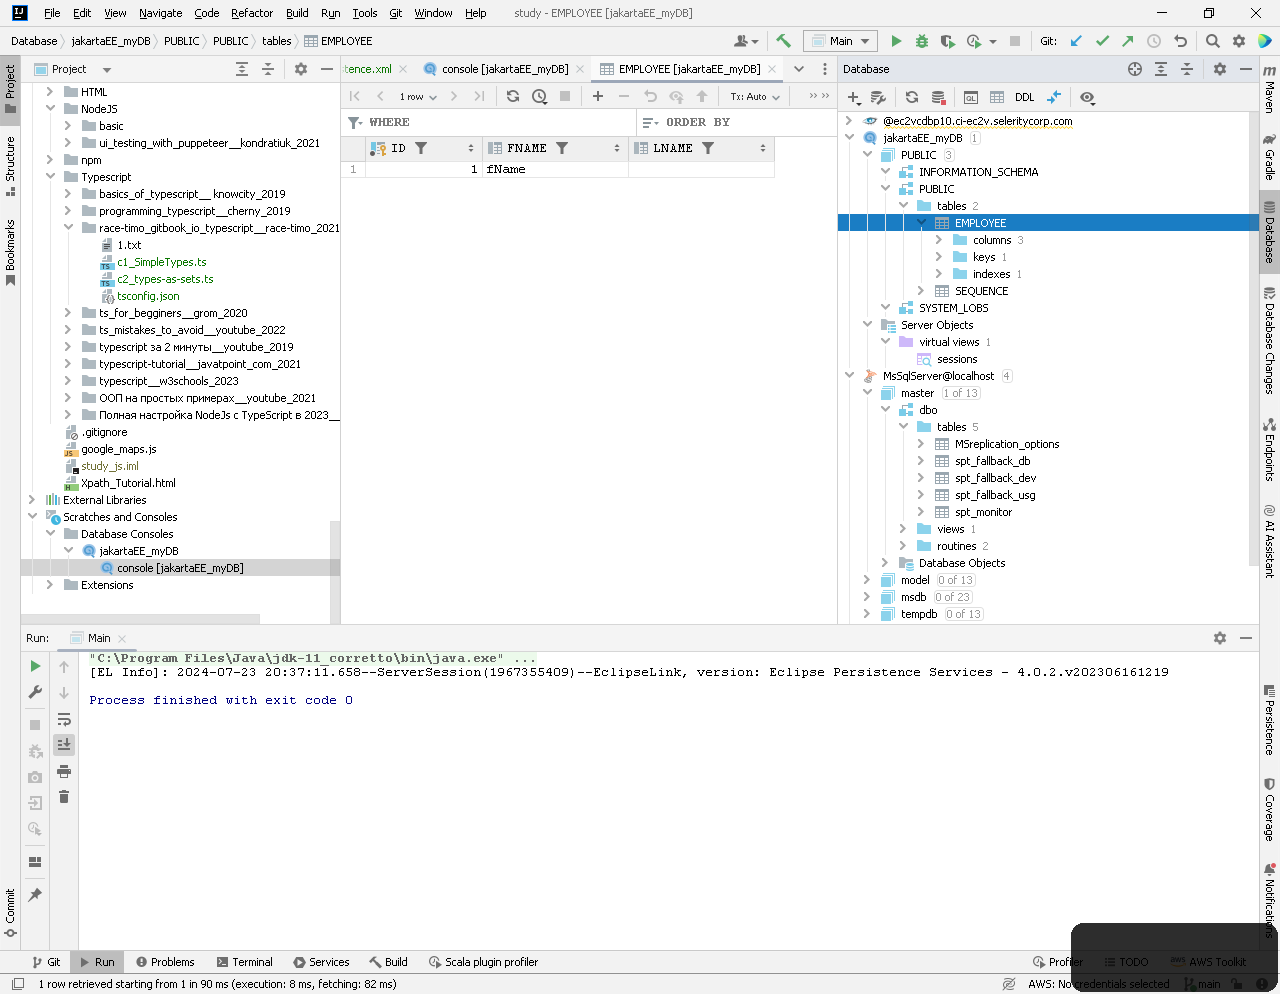 File Edit View Navigate Code Refactor Build Run Tools Git Window Help study - EMPLOYEE [jakartaEE_myDB]
Database jakartaEE_myDB PUBLIC PUBLIC tables EMPLOYEE Main Git:
Project
tence.xml console [jakartaEE_myDB] EMPLOYEE [jakartaEE_myDB]
Database
HTML
NodeJS
basic
ui_testing_with_puppeteer__kondratiuk_2021
npm
Typescript
basics_of_typescript__ knowcity_2019
programming_typescript__cherny_2019
race-timo_gitbook_io_typescript__race-timo_2021
1.txt
c1_SimpleTypes.ts
c2_types-as-sets.ts
tsconfig.json
ts_for_begginers__grom_2020
ts_mistakes_to_avoid__youtube_2022
typescript за 2 минуты__youtube_2019
typescript-tutorial__javatpoint_com_2021
typescript__w3schools_2023
ООП на простых примерах__youtube_2021
Полная настройка NodeJs с TypeScript в 2023__
.gitignore
google_maps.js
study_js.iml
Xpath_Tutorial.html
External Libraries
Scratches and Consoles
Database Consoles
jakartaEE_myDB
console [jakartaEE_myDB]
Extensions
1 row Tx: Auto
WHERE ORDER BY
ID FNAME LNAME
1 1 fName
DDL
@ec2vcdbp10.ci-ec2v.seleritycorp.com
jakartaEE_myDB 1
PUBLIC 3
INFORMATION_SCHEMA
PUBLIC
tables 2
EMPLOYEE
columns 3
keys 1
indexes 1
SEQUENCE
SYSTEM_LOBS
Server Objects
virtual views 1
sessions
MsSqlServer@localhost 4
master 1 of 13
dbo
tables 5
MSreplication_options
spt_fallback_db
spt_fallback_dev
spt_fallback_usg
spt_monitor
views 1
routines 2
Database Objects
model 0 of 13
msdb 0 of 23
tempdb 0 of 13
Project
Structure
Bookmarks
Commit
Maven
Gradle
Database
Database Changes
Endpoints
AI Assistant
Persistence
Coverage
Notifications
Run: Main
"C:\Program Files\Java\jdk-11_corretto\bin\java.exe" ...
[EL Info]: 2024-07-23 20:37:11.658--ServerSession(1967355409)--EclipseLink, version: Eclipse Persistence Services - 4.0.2.v202306161219
Process finished with exit code 0
Git Run Problems Terminal Services Build Scala plugin profiler Profiler TODO AWS Toolkit
1 row retrieved starting from 1 in 90 ms (execution: 8 ms, fetching: 82 ms) AWS: No credentials selected main